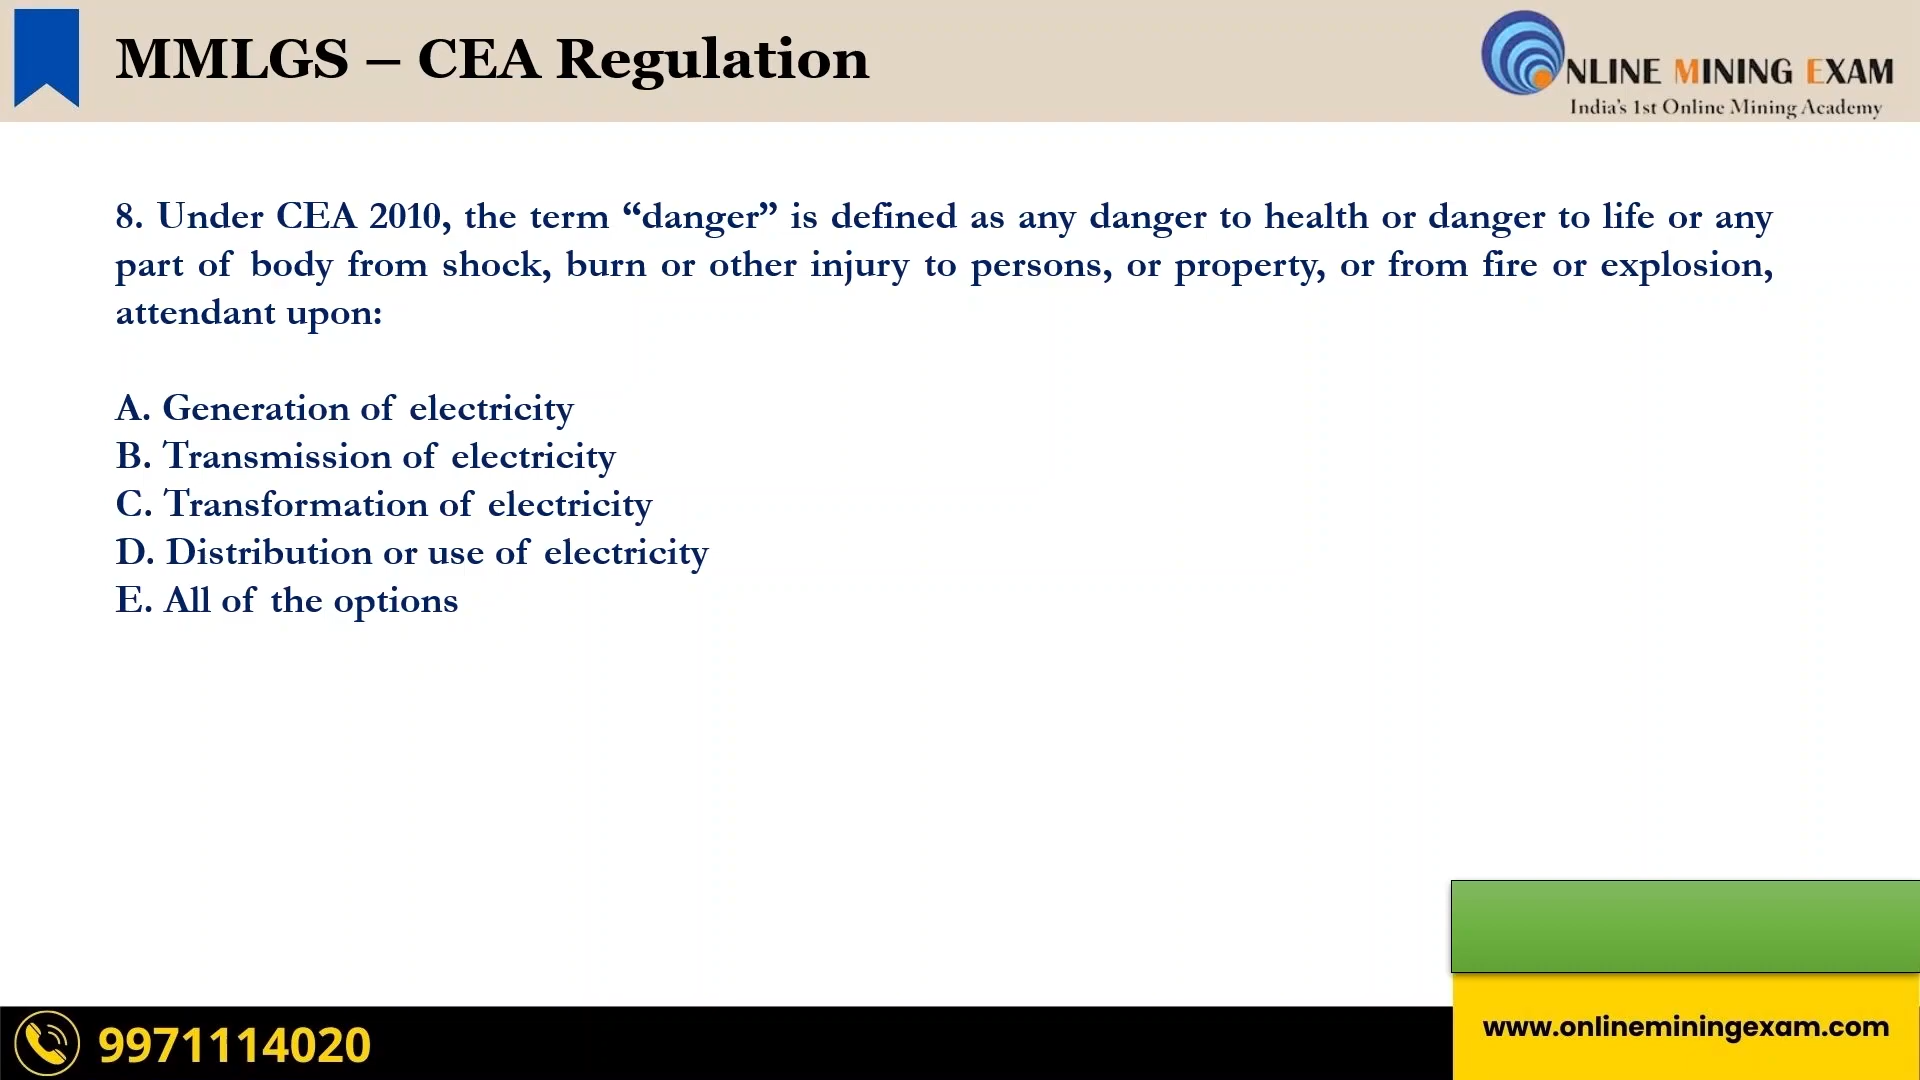 MMLGS – CEA Regulation
NLINE MINING EXAM
India's 1st Online Mining Academy
8. Under CEA 2010, the term “danger” is defined as any danger to health or danger to life or any
part of body from shock, burn or other injury to persons, or property, or from fire or explosion,
attendant upon:
A. Generation of electricity
B. Transmission of electricity
C. Transformation of electricity
D. Distribution or use of electricity
E. All of the options
9971114020
www.onlineminingexam.com